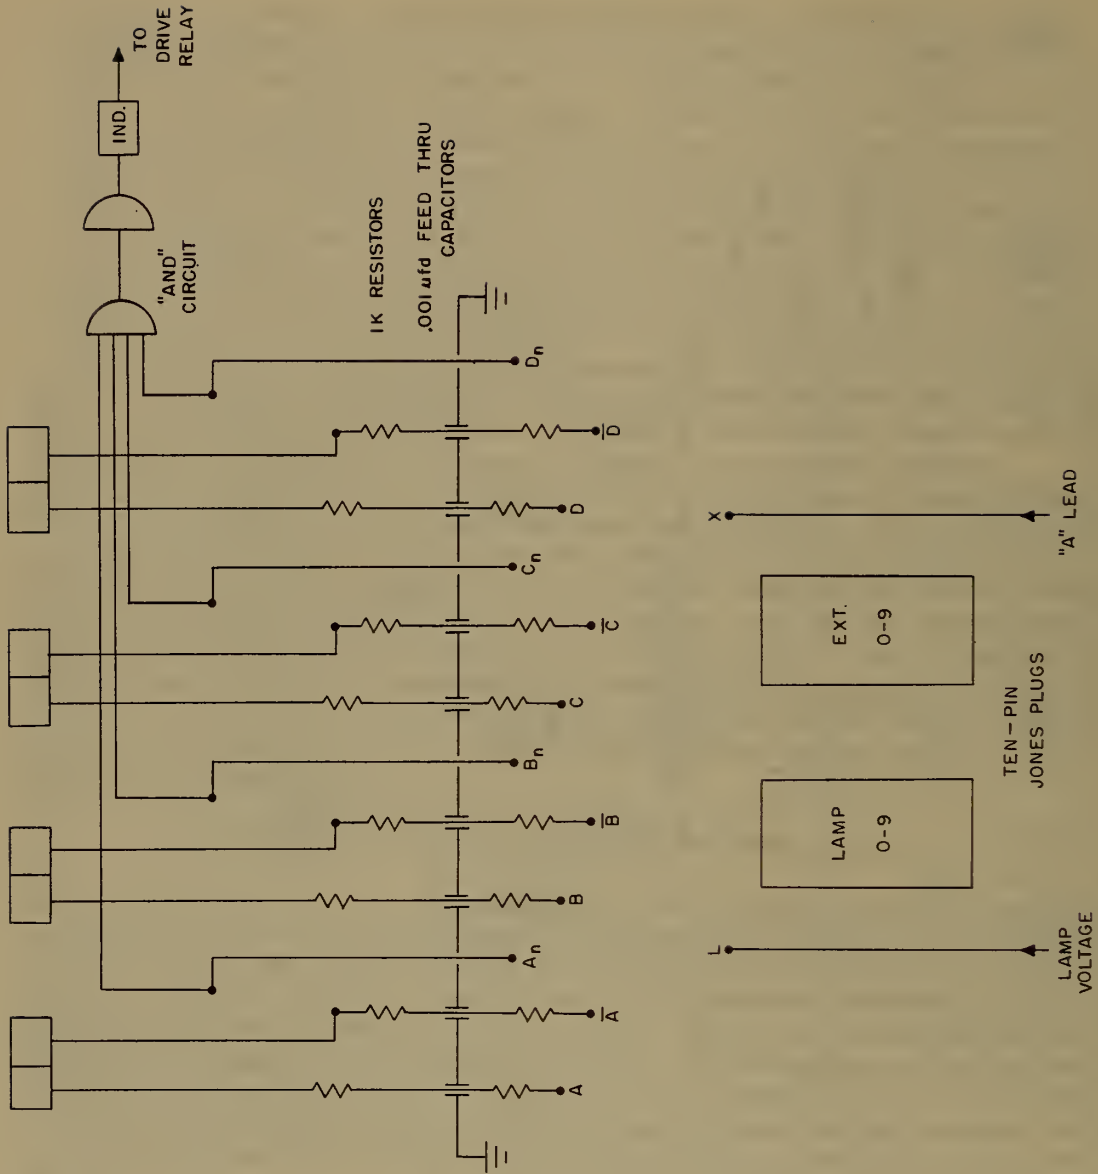 IND.
TO
DRIVE
RELAY
"AND"
CIRCUIT
1K RESISTORS
.001 µfd FEED THRU
CAPACITORS
A
A̅
Aₙ
B
B̅
Bₙ
C
C̅
Cₙ
D
D̅
Dₙ
L
LAMP
0-9
EXT.
0-9
X
TEN-PIN
JONES PLUGS
LAMP
VOLTAGE
"A" LEAD